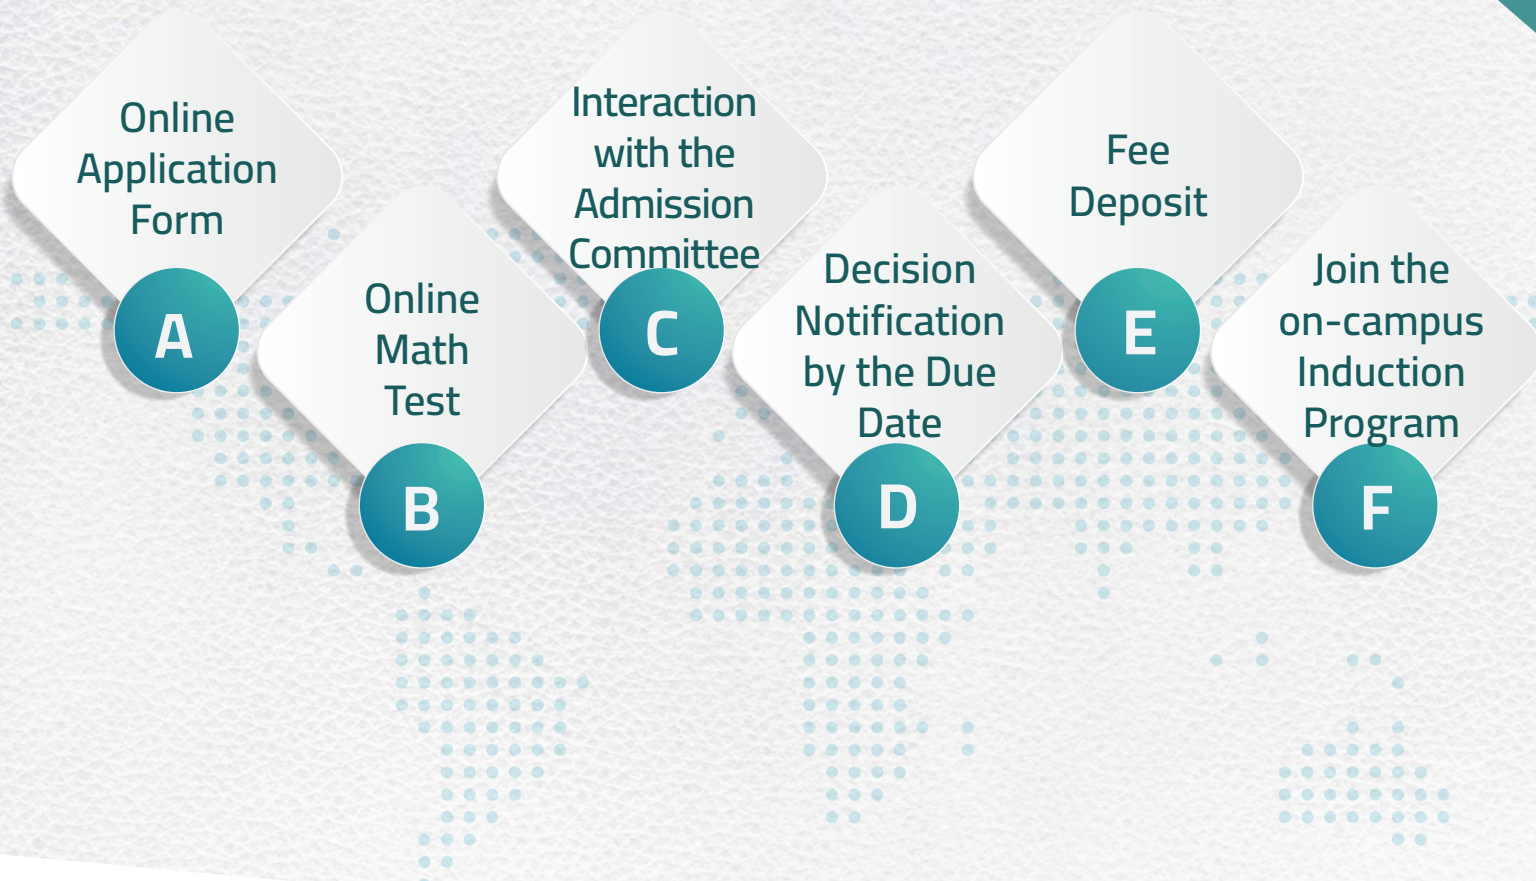 Online
Application
Form
A
Online
Math
Test
B
Interaction
with the
Admission
Committee
C
Decision
Notification
by the Due
Date
D
Fee
Deposit
E
Join the
on-campus
Induction
Program
F